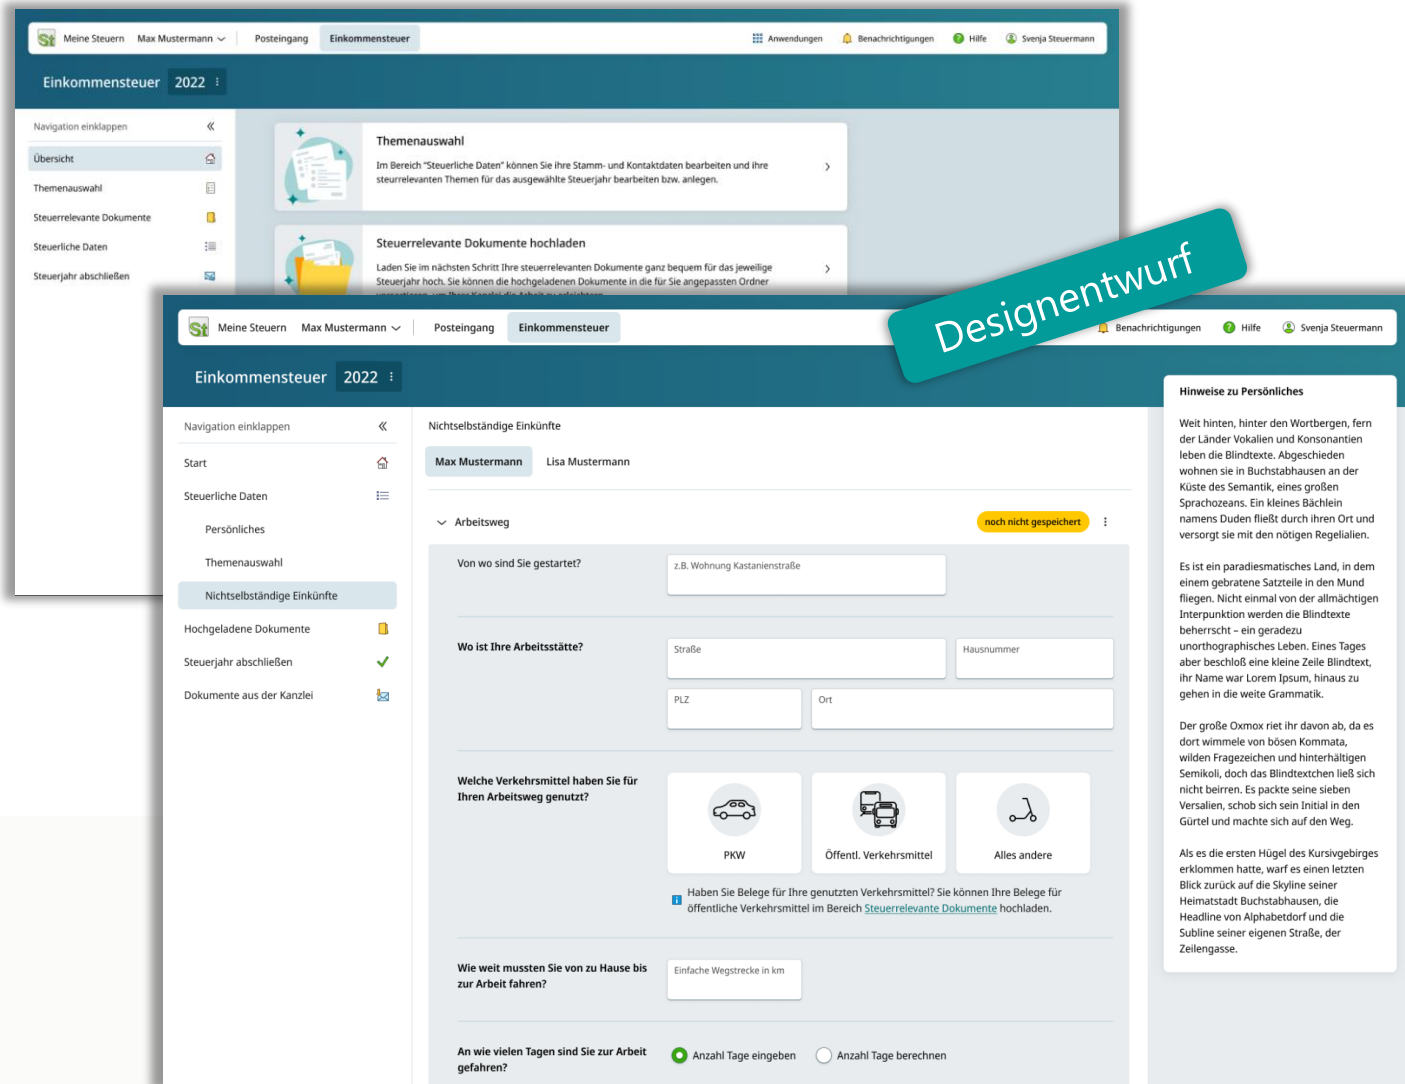 St Meine Steuern Max Mustermann Posteingang Einkommensteuer Anwendungen Benachrichtigungen Hilfe Svenja Steuermann
Einkommensteuer 2022
Navigation einklappen
Übersicht
Themenauswahl
Steuerrelevante Dokumente
Steuerliche Daten
Steuerjahr abschließen
Themenauswahl
Im Bereich "Steuerliche Daten" können Sie ihre Stamm- und Kontaktdaten bearbeiten und ihre
steurrelevanten Themen für das ausgewählte Steuerjahr bearbeiten bzw. anlegen.
Steuerrelevante Dokumente hochladen
Laden Sie im nächsten Schritt Ihre steuerrelevanten Dokumente ganz bequem für das jeweilige
Steuerjahr hoch. Sie können die hochgeladenen Dokumente in die für Sie angepassten Ordner
Designentwurf
St Meine Steuern Max Mustermann Posteingang Einkommensteuer Benachrichtigungen Hilfe Svenja Steuermann
Einkommensteuer 2022
Navigation einklappen
Start
Steuerliche Daten
Persönliches
Themenauswahl
Nichtselbständige Einkünfte
Hochgeladene Dokumente
Steuerjahr abschließen
Dokumente aus der Kanzlei
Nichtselbständige Einkünfte
Max Mustermann Lisa Mustermann
Arbeitsweg noch nicht gespeichert
Von wo sind Sie gestartet? z.B. Wohnung Kastanienstraße
Wo ist Ihre Arbeitsstätte? Straße Hausnummer
PLZ Ort
Welche Verkehrsmittel haben Sie für
Ihren Arbeitsweg genutzt?
PKW Öffentl. Verkehrsmittel Alles andere
Haben Sie Belege für Ihre genutzten Verkehrsmittel? Sie können Ihre Belege für
öffentliche Verkehrsmittel im Bereich Steuerrelevante Dokumente hochladen.
Wie weit mussten Sie von zu Hause bis
zur Arbeit fahren?
Einfache Wegstrecke in km
An wie vielen Tagen sind Sie zur Arbeit
gefahren?
Anzahl Tage eingeben Anzahl Tage berechnen
Hinweise zu Persönliches
Weit hinten, hinter den Wortbergen, fern
der Länder Vokalien und Konsonantien
leben die Blindtexte. Abgeschieden
wohnen sie in Buchstabhausen an der
Küste des Semantik, eines großen
Sprachozeans. Ein kleines Bächlein
namens Duden fließt durch ihren Ort und
versorgt sie mit den nötigen Regelialien.
Es ist ein paradiesmatisches Land, in dem
einem gebratene Satzteile in den Mund
fliegen. Nicht einmal von der allmächtigen
Interpunktion werden die Blindtexte
beherrscht – ein geradezu
unorthographisches Leben. Eines Tages
aber beschloß eine kleine Zeile Blindtext,
ihr Name war Lorem Ipsum, hinaus zu
gehen in die weite Grammatik.
Der große Oxmox riet ihr davon ab, da es
dort wimmele von bösen Kommata,
wilden Fragezeichen und hinterhältigen
Semikoli, doch das Blindtextchen ließ sich
nicht beirren. Es packte seine sieben
Versalien, schob sich sein Initial in den
Gürtel und machte sich auf den Weg.
Als es die ersten Hügel des Kursivgebirges
erklommen hatte, warf es einen letzten
Blick zurück auf die Skyline seiner
Heimatstadt Buchstabhausen, die
Headline von Alphabetdorf und die
Subline seiner eigenen Straße, der
Zeilengasse.